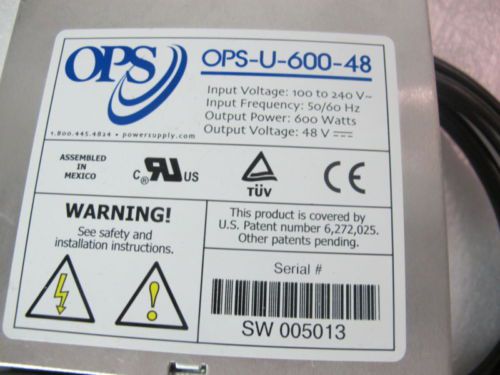 OPS
1.800.445.4824 • powersupply.com
OPS-U-600-48
Input Voltage: 100 to 240 V~
Input Frequency: 50/60 Hz
Output Power: 600 Watts
Output Voltage: 48 V
ASSEMBLED
IN
MEXICO
C RU US
TÜV
CE
WARNING!
See safety and
installation instructions.
This product is covered by
U.S. Patent number 6,272,025.
Other patents pending.
Serial #
SW 005013